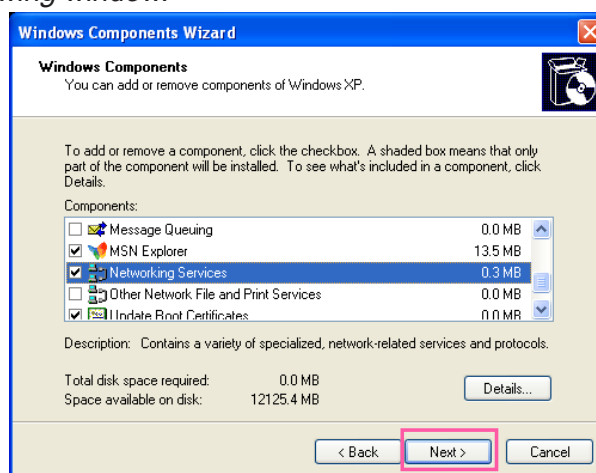 Windows Components Wizard
Windows Components
You can add or remove components of Windows XP.
To add or remove a component, click the checkbox. A shaded box means that only
part of the component will be installed. To see what's included in a component, click
Details.
Components:
Message Queuing 0.0 MB
MSN Explorer 13.5 MB
Networking Services 0.3 MB
Other Network File and Print Services 0.0 MB
Update Root Certificates 0.0 MB
Description: Contains a variety of specialized, network-related services and protocols.
Total disk space required: 0.0 MB
Space available on disk: 12125.4 MB
Details...
< Back Next > Cancel